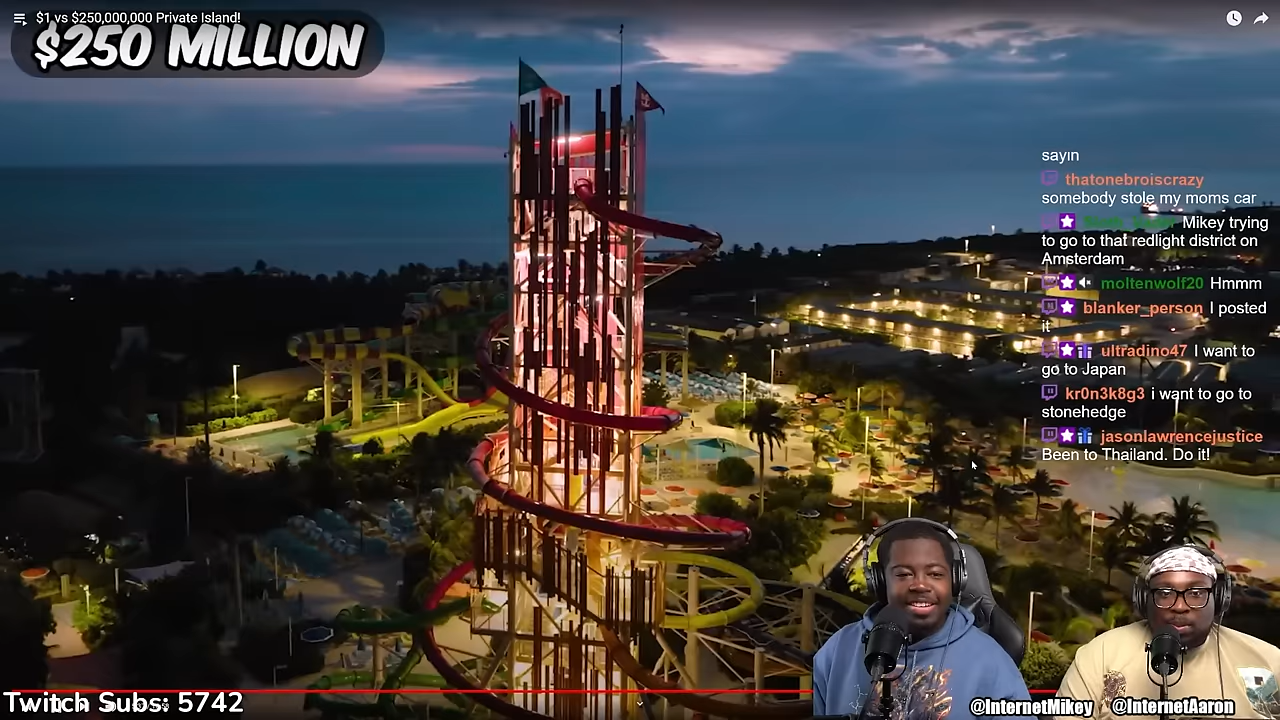 $1 vs $250,000,000 Private Island!
$250 MILLION
sayin
thatonebroiscrazy
somebody stole my moms car
Mikey trying
to go to that redlight district on
Amsterdam
moltenwolf20 Hmmm
blanker_person I posted
it
ultradino47 I want to
go to Japan
kr0n3k8g3 i want to go to
stonehedge
jasonlawrencejustice
Been to Thailand. Do it!
Twitch Subs: 5742
@InternetMikey
@InternetAaron